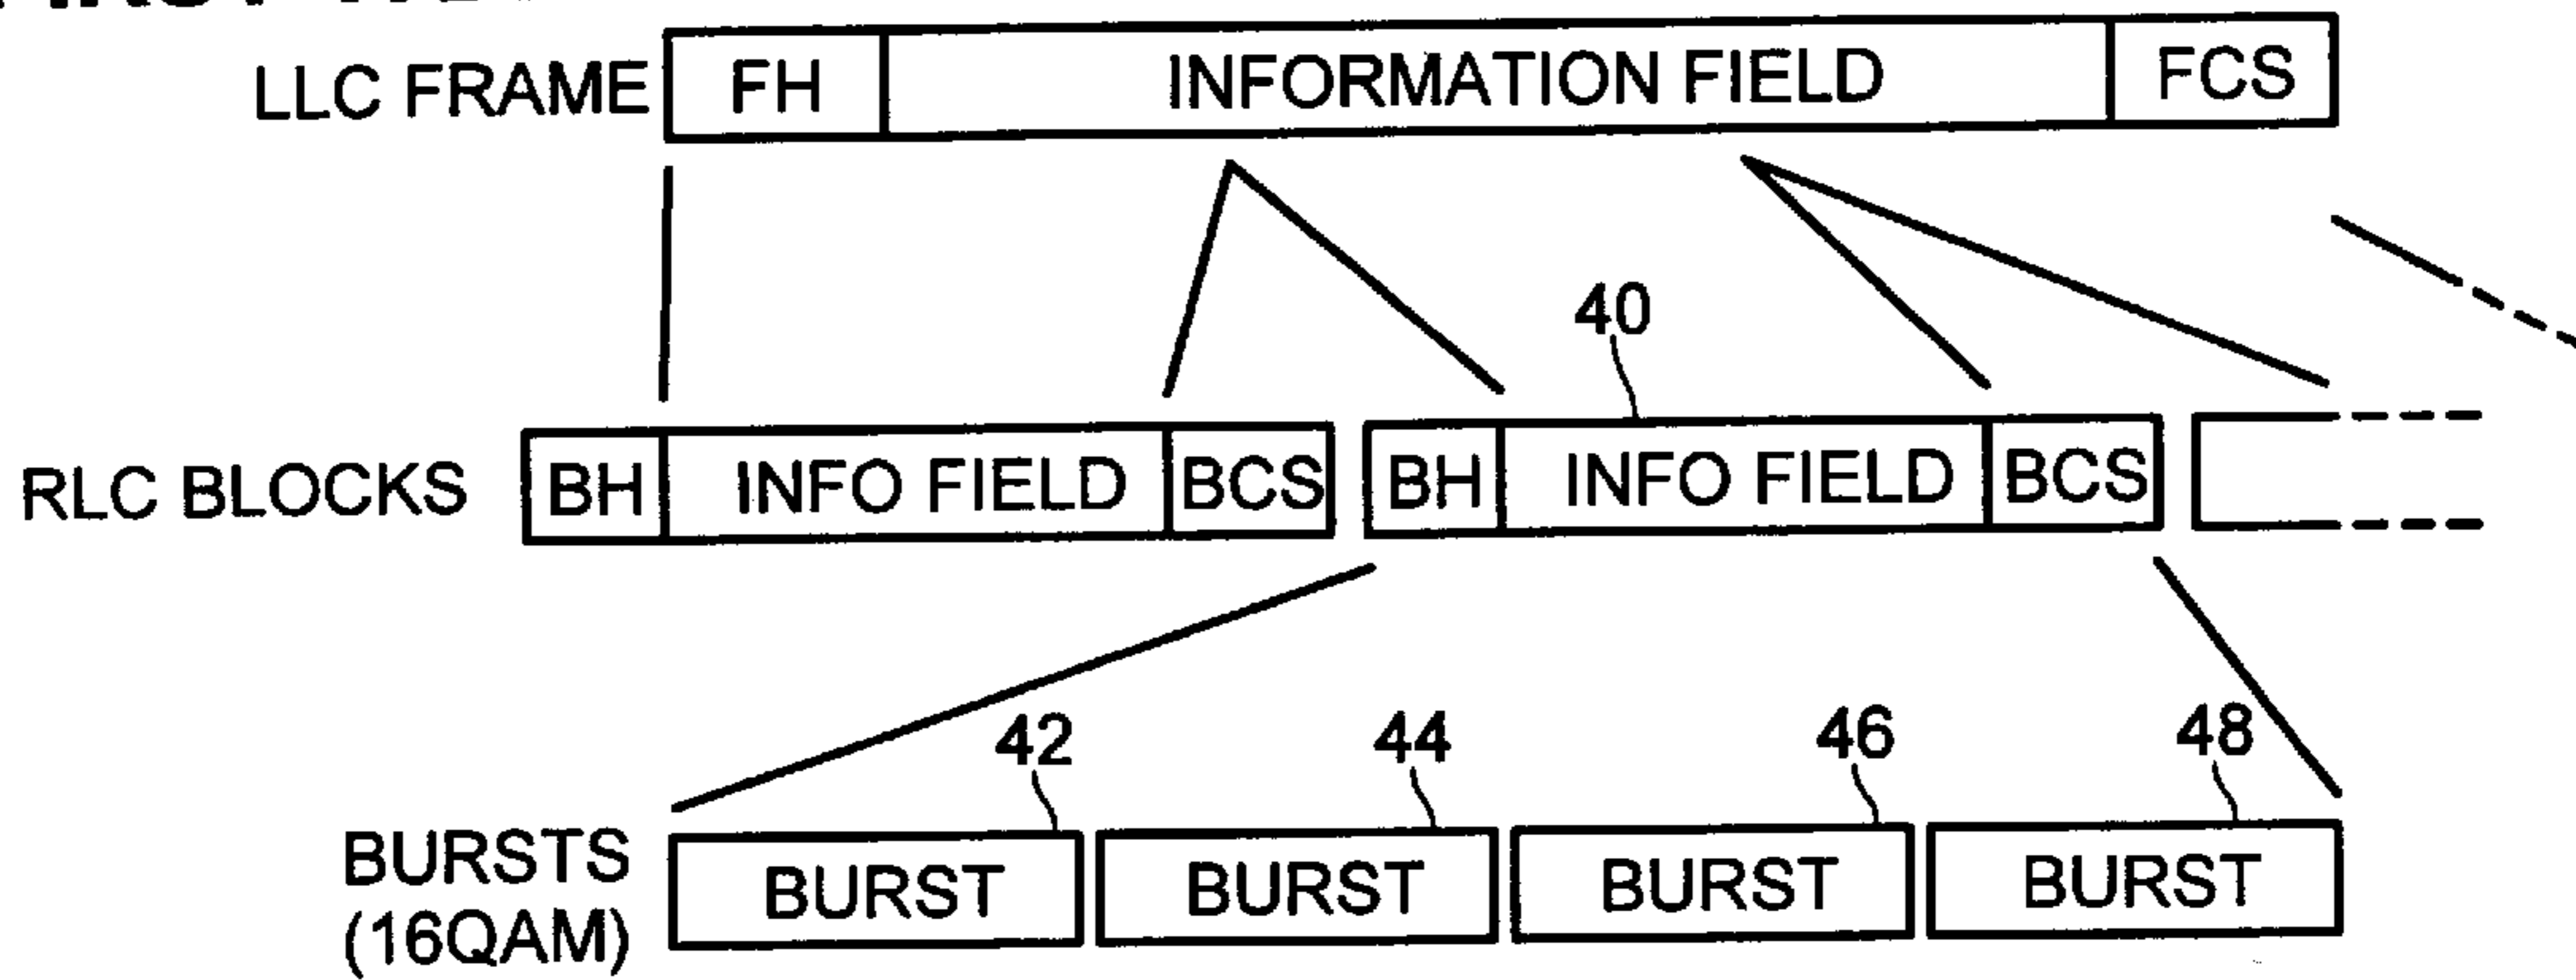 LLC FRAME FH INFORMATION FIELD FCS
40
RLC BLOCKS BH INFO FIELD BCS BH INFO FIELD BCS
42 44 46 48
BURSTS
(16QAM)
BURST BURST BURST BURST